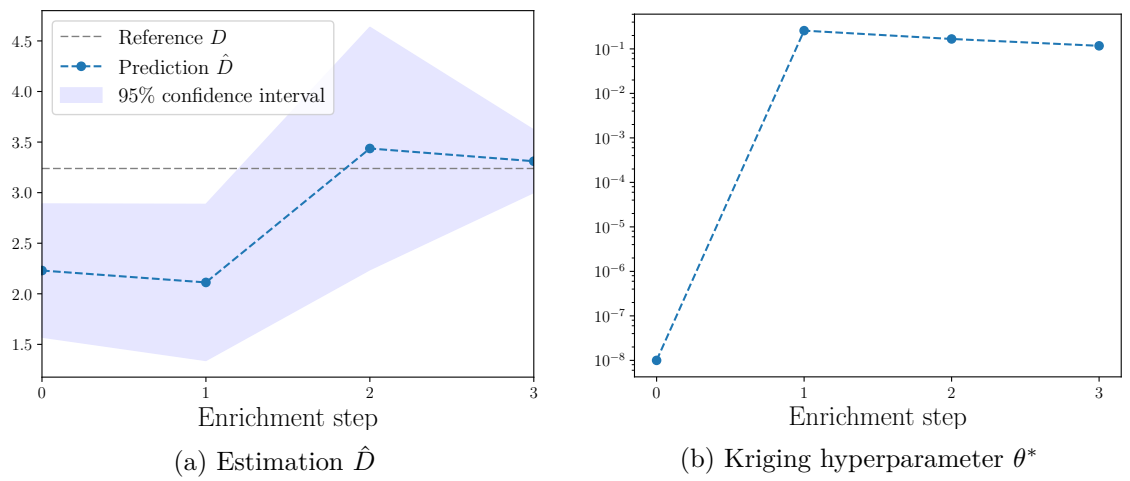 4.5
4.0
3.5
3.0
2.5
2.0
1.5
Reference D
Prediction D̂
95% confidence interval
0 1 2 3
Enrichment step
(a) Estimation D̂
10⁻¹
10⁻²
10⁻³
10⁻⁴
10⁻⁵
10⁻⁶
10⁻⁷
10⁻⁸
0 1 2 3
Enrichment step
(b) Kriging hyperparameter θ*